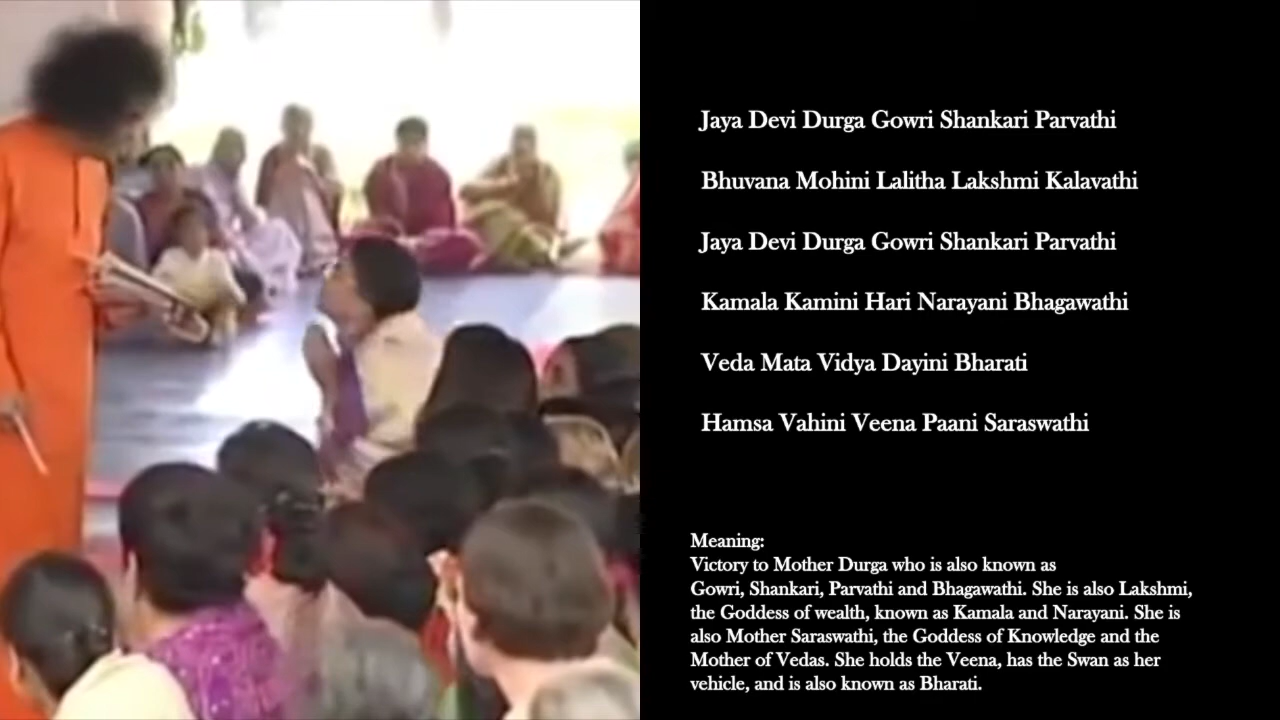 Jaya Devi Durga Gowri Shankari Parvathi
Bhuvana Mohini Lalitha Lakshmi Kalavathi
Jaya Devi Durga Gowri Shankari Parvathi
Kamala Kamini Hari Narayani Bhagawathi
Veda Mata Vidya Dayini Bharati
Hamsa Vahini Veena Paani Saraswathi
Meaning:
Victory to Mother Durga who is also known as
Gowri, Shankari, Parvathi and Bhagawathi. She is also Lakshmi,
the Goddess of wealth, known as Kamala and Narayani. She is
also Mother Saraswathi, the Goddess of Knowledge and the
Mother of Vedas. She holds the Veena, has the Swan as her
vehicle, and is also known as Bharati.